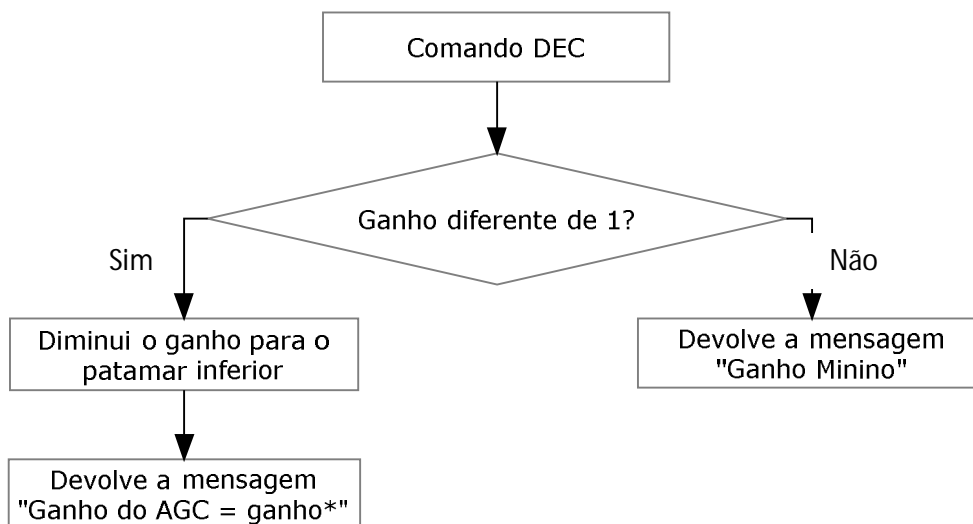 Comando DEC
Ganho diferente de 1?
Sim
Não
Diminui o ganho para o
patamar inferior
Devolve a mensagem
"Ganho Minino"
Devolve a mensagem
"Ganho do AGC = ganho*"